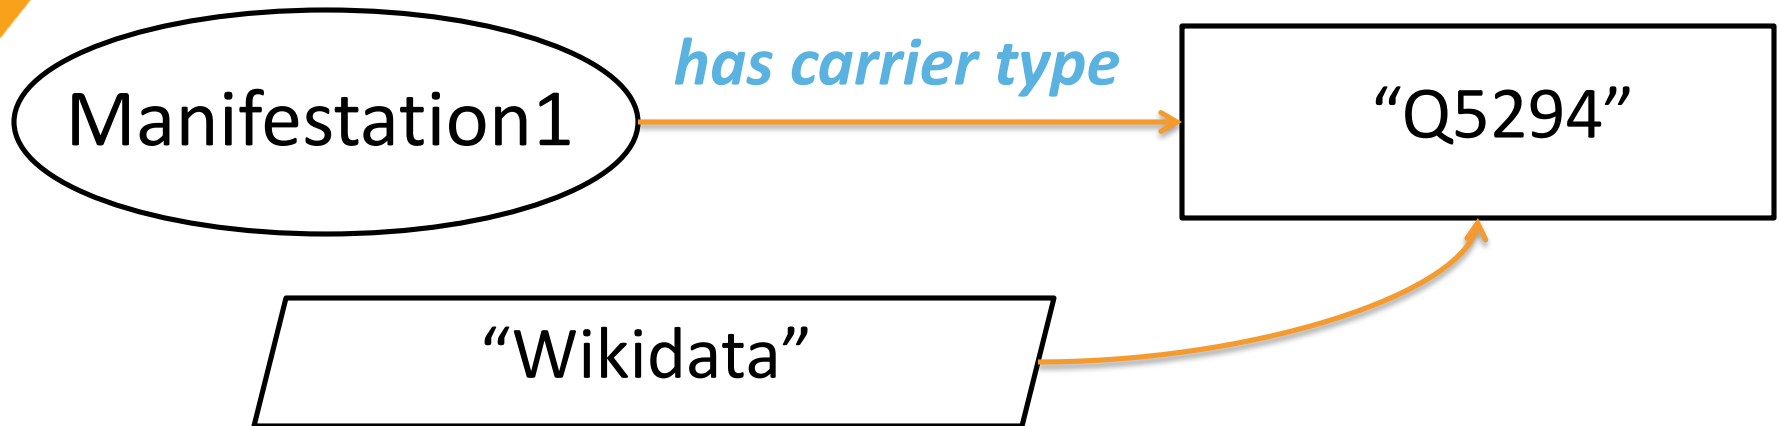 has carrier type
Manifestation1
“Q5294”
“Wikidata”